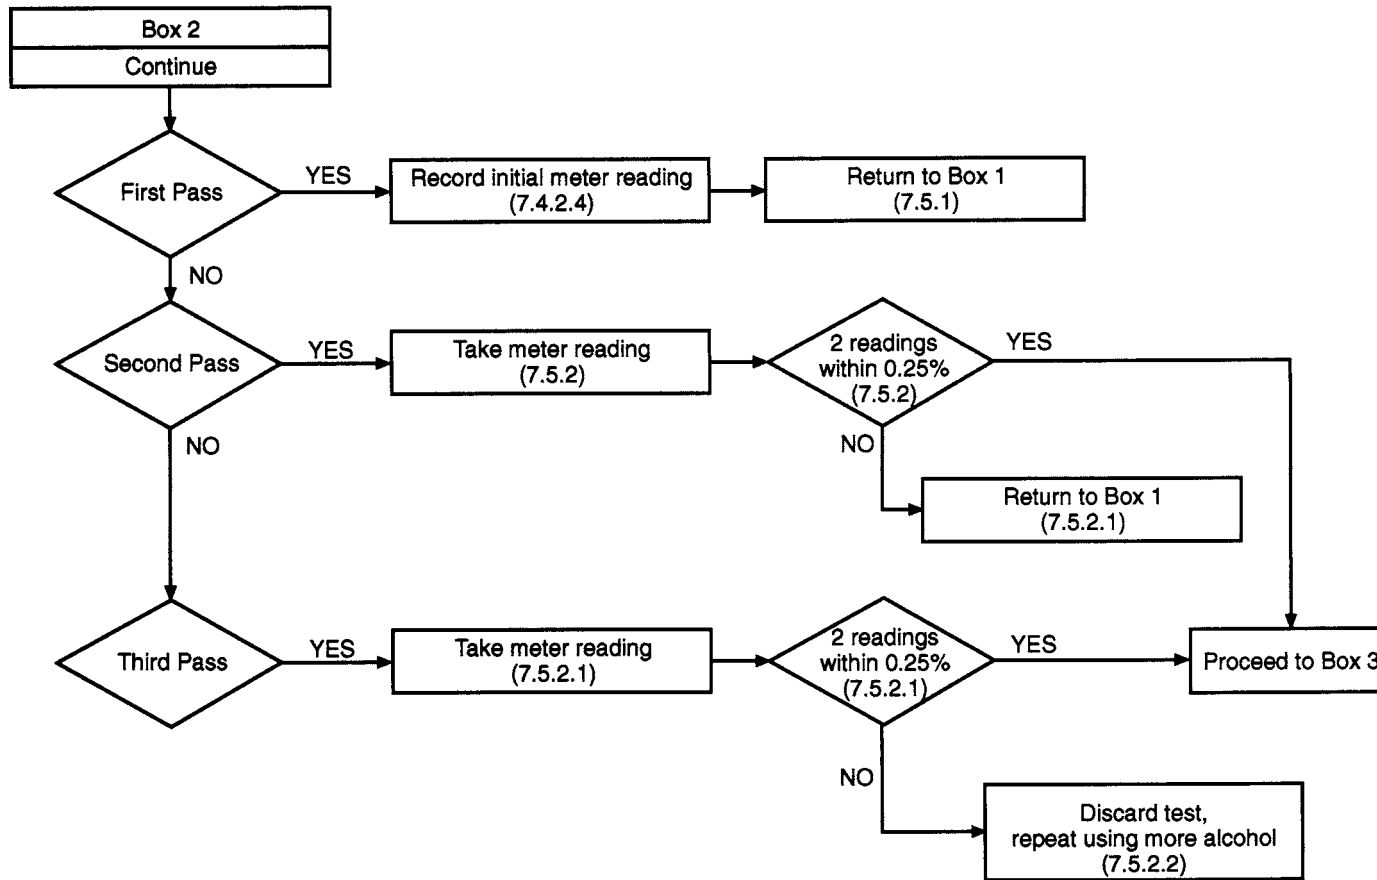 Box 2
Continue
First Pass
YES
Record initial meter reading
(7.4.2.4)
Return to Box 1
(7.5.1)
NO
Second Pass
YES
Take meter reading
(7.5.2)
2 readings
within 0.25%
(7.5.2)
YES
NO
NO
Return to Box 1
(7.5.2.1)
Third Pass
YES
Take meter reading
(7.5.2.1)
2 readings
within 0.25%
(7.5.2.1)
YES
Proceed to Box 3
NO
Discard test,
repeat using more alcohol
(7.5.2.2)